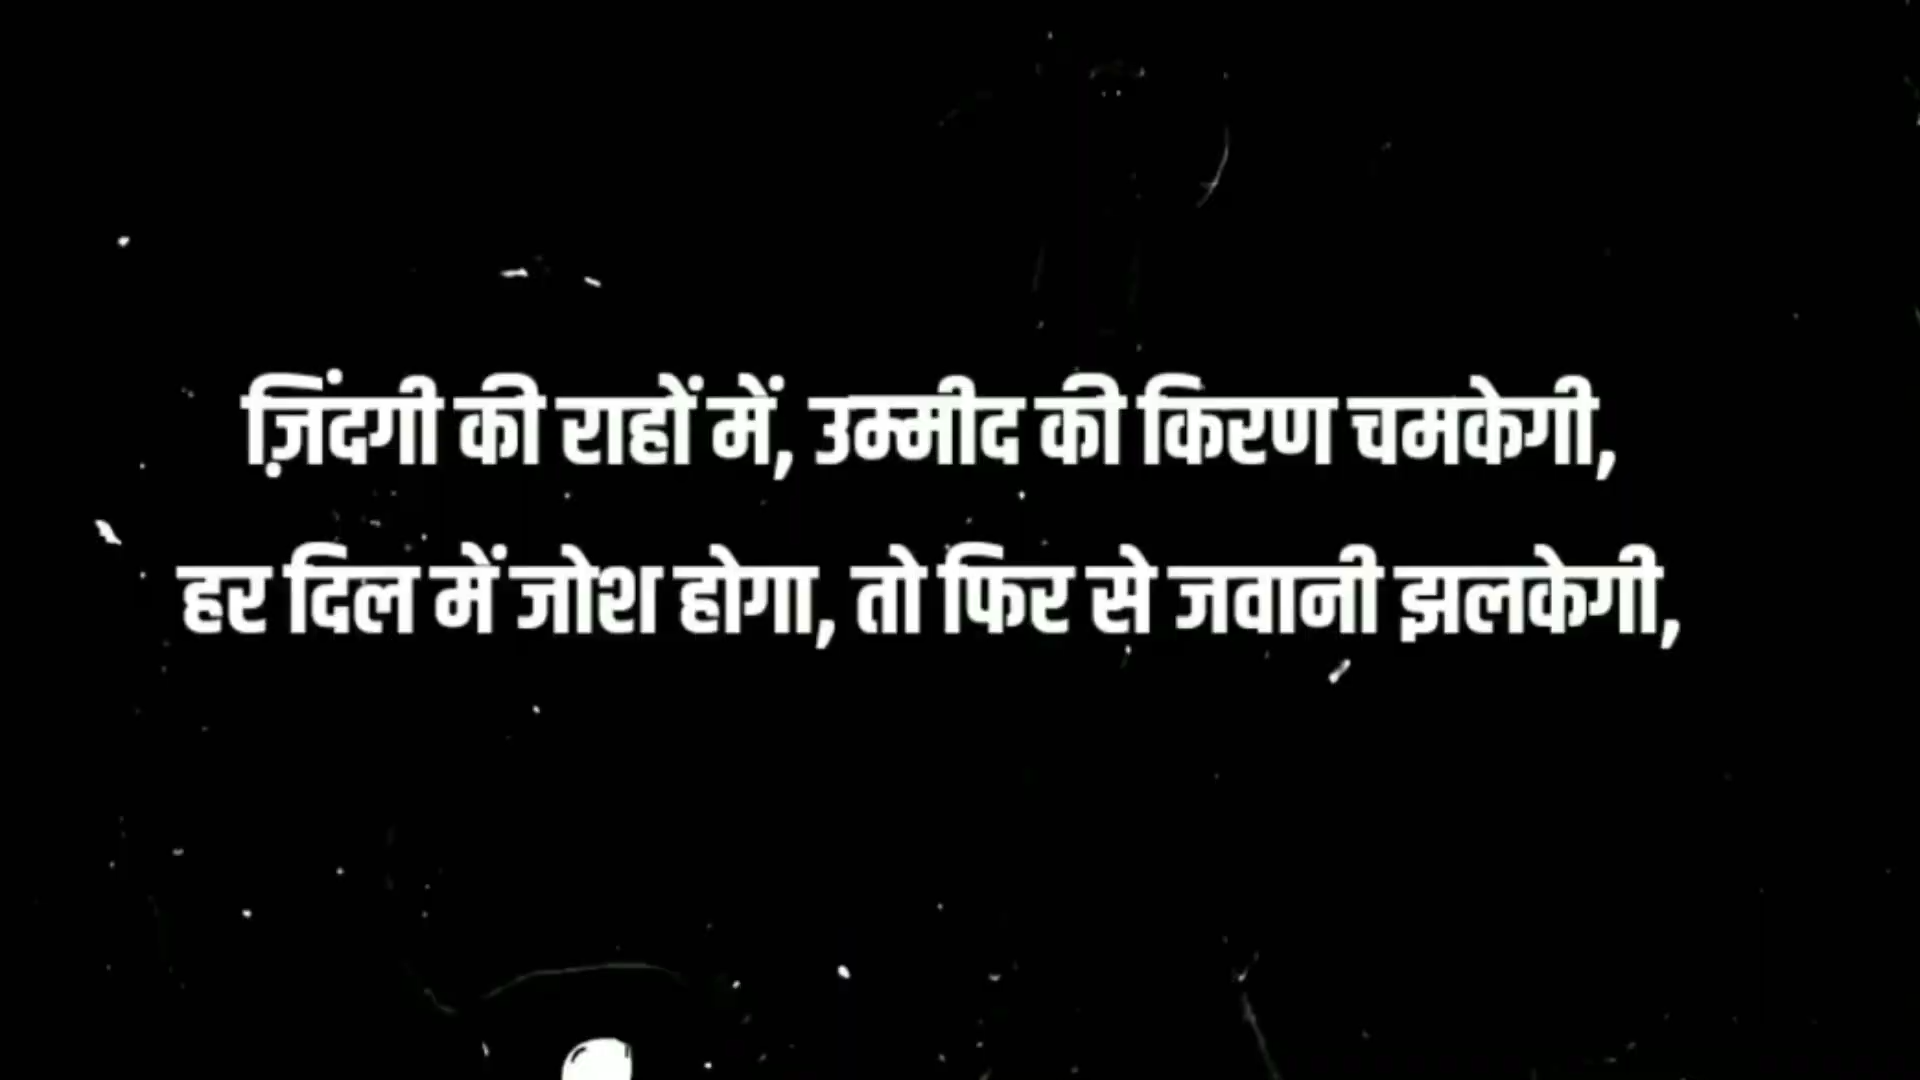 ज़िंदगी की राहों में, उम्मीद की किरण चमकेगी,
हर दिल में जोश होगा, तो फिर से जवानी झलकेगी,